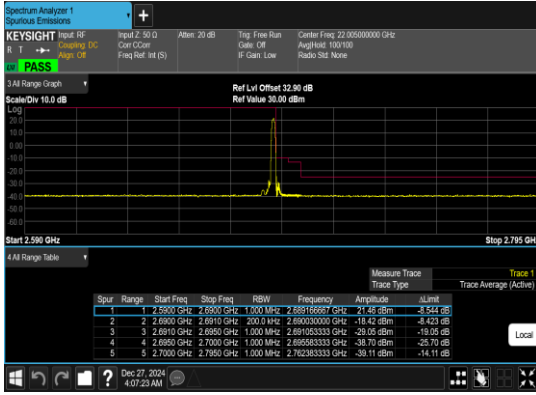 Spectrum Analyzer 1
Spurious Emissions
KEYSIGHT Input: RF
R T Coupling: DC
Align: Off
Input Z: 50 Ω
Corr CCorr
Freq Ref: Int (S)
Atten: 20 dB
Trig: Free Run
Gate: Off
IF Gain: Low
Center Freq: 22.005000000 GHz
Avg|Hold: 100/100
Radio Std: None
PASS
3 All Range Graph
Ref Lvl Offset 32.90 dB
Scale/Div 10.0 dB
Ref Value 30.00 dBm
Log
20.0
10.0
0.00
-10.0
-20.0
-30.0
-40.0
-50.0
-60.0
Start 2.590 GHz
Stop 2.795 GH
4 All Range Table
Measure Trace Trace 1
Trace Type Trace Average (Active)
Spur Range Start Freq Stop Freq RBW Frequency Amplitude ΔLimit
1 1 2.5900 GHz 2.6900 GHz 1.000 MHz 2.689166667 GHz 21.46 dBm -8.544 dB
2 2 2.6900 GHz 2.6910 GHz 200.0 kHz 2.690030000 GHz -18.42 dBm -8.423 dB
3 3 2.6910 GHz 2.6950 GHz 1.000 MHz 2.691053333 GHz -29.05 dBm -19.05 dB
4 4 2.6950 GHz 2.7000 GHz 1.000 MHz 2.695583333 GHz -38.70 dBm -25.70 dB
5 5 2.7000 GHz 2.7950 GHz 1.000 MHz 2.762383333 GHz -39.11 dBm -14.11 dB
Local
Dec 27, 2024
4:07:23 AM